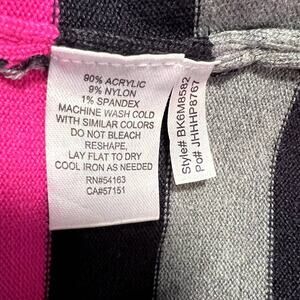 90% ACRYLIC
9% NYLON
1% SPANDEX
MACHINE WASH COLD
WITH SIMILAR COLORS
DO NOT BLEACH
RESHAPE,
LAY FLAT TO DRY
COOL IRON AS NEEDED
RN#54163
CA#57151
Style# BK6M8582
Po# JHHHP8767